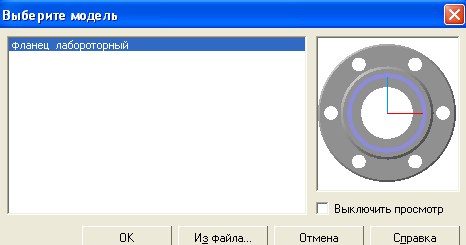 Выберите модель
Фланец лабороторный
Выключить просмотр
OK
Из файла...
Отмена
Справка